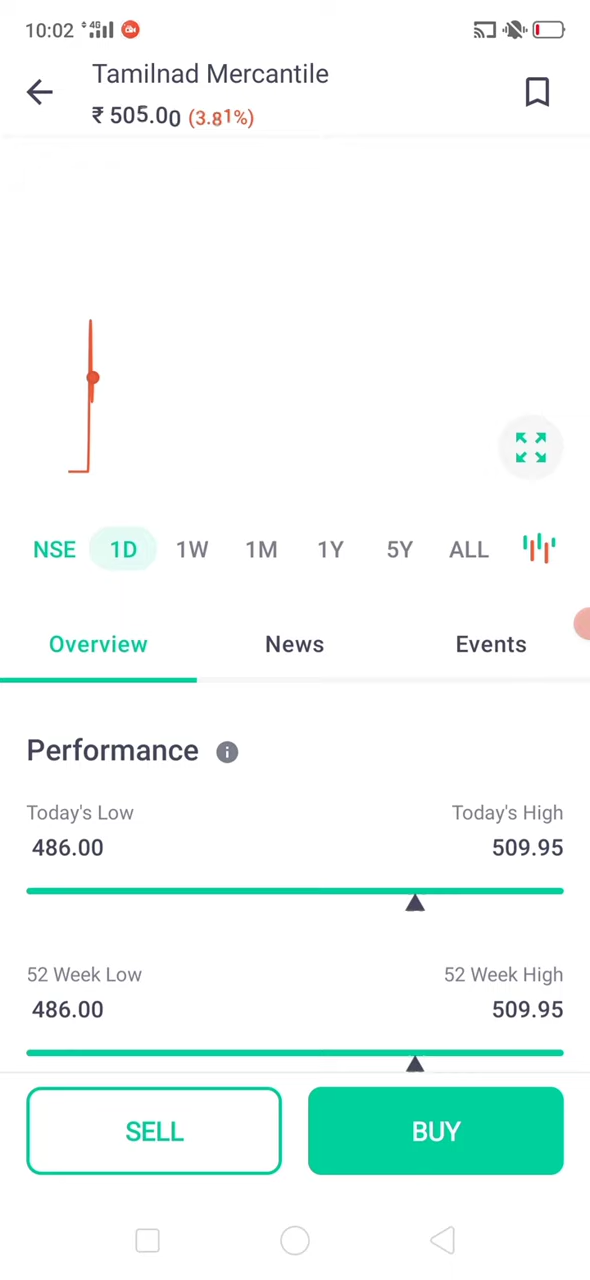 10:02 4G
Tamilnad Mercantile
₹ 505.00 (3.81%)
NSE 1D 1W 1M 1Y 5Y ALL
Overview News Events
Performance i
Today's Low Today's High
486.00 509.95
52 Week Low 52 Week High
486.00 509.95
SELL BUY